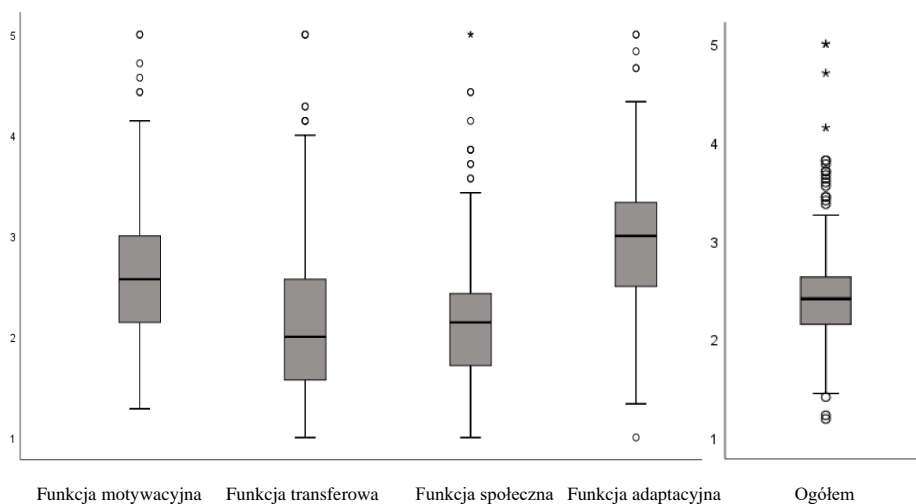 5
4
3
2
1
5
4
3
2
1
Funkcja motywacyjna
Funkcja transferowa
Funkcja społeczna
Funkcja adaptacyjna
Ogółem